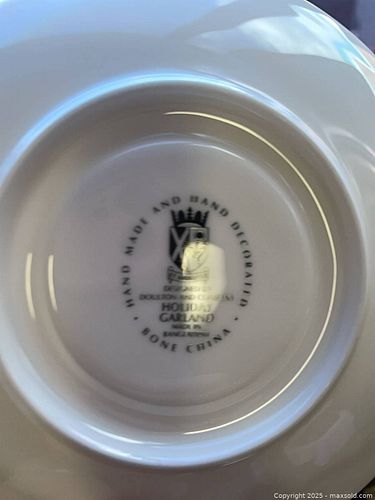 HAND MADE AND HAND DECORATED
DESIGNED BY
DOULTON AND COMPANY
HOLIDAY
GARLAND
MADE IN
BANGLADESH
• BONE CHINA •
Copyright © 2025 - maxsold.com